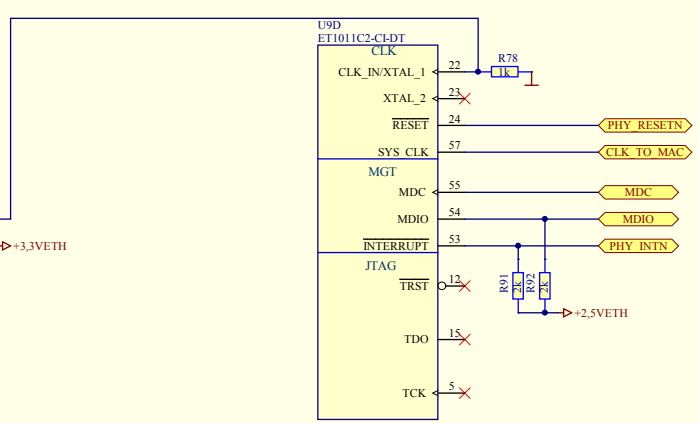 U9D
ET1011C2-CI-DT
CLK
CLK_IN/XTAL_1
22
R78
1k
XTAL_2
23
RESET
24
PHY_RESETN
SYS_CLK
57
CLK_TO_MAC
MGT
MDC
55
MDC
MDIO
54
MDIO
INTERRUPT
53
PHY_INTN
+3,3VETH
JTAG
TRST
12
R91
2k
R92
2k
+2,5VETH
TDO
15
TCK
5